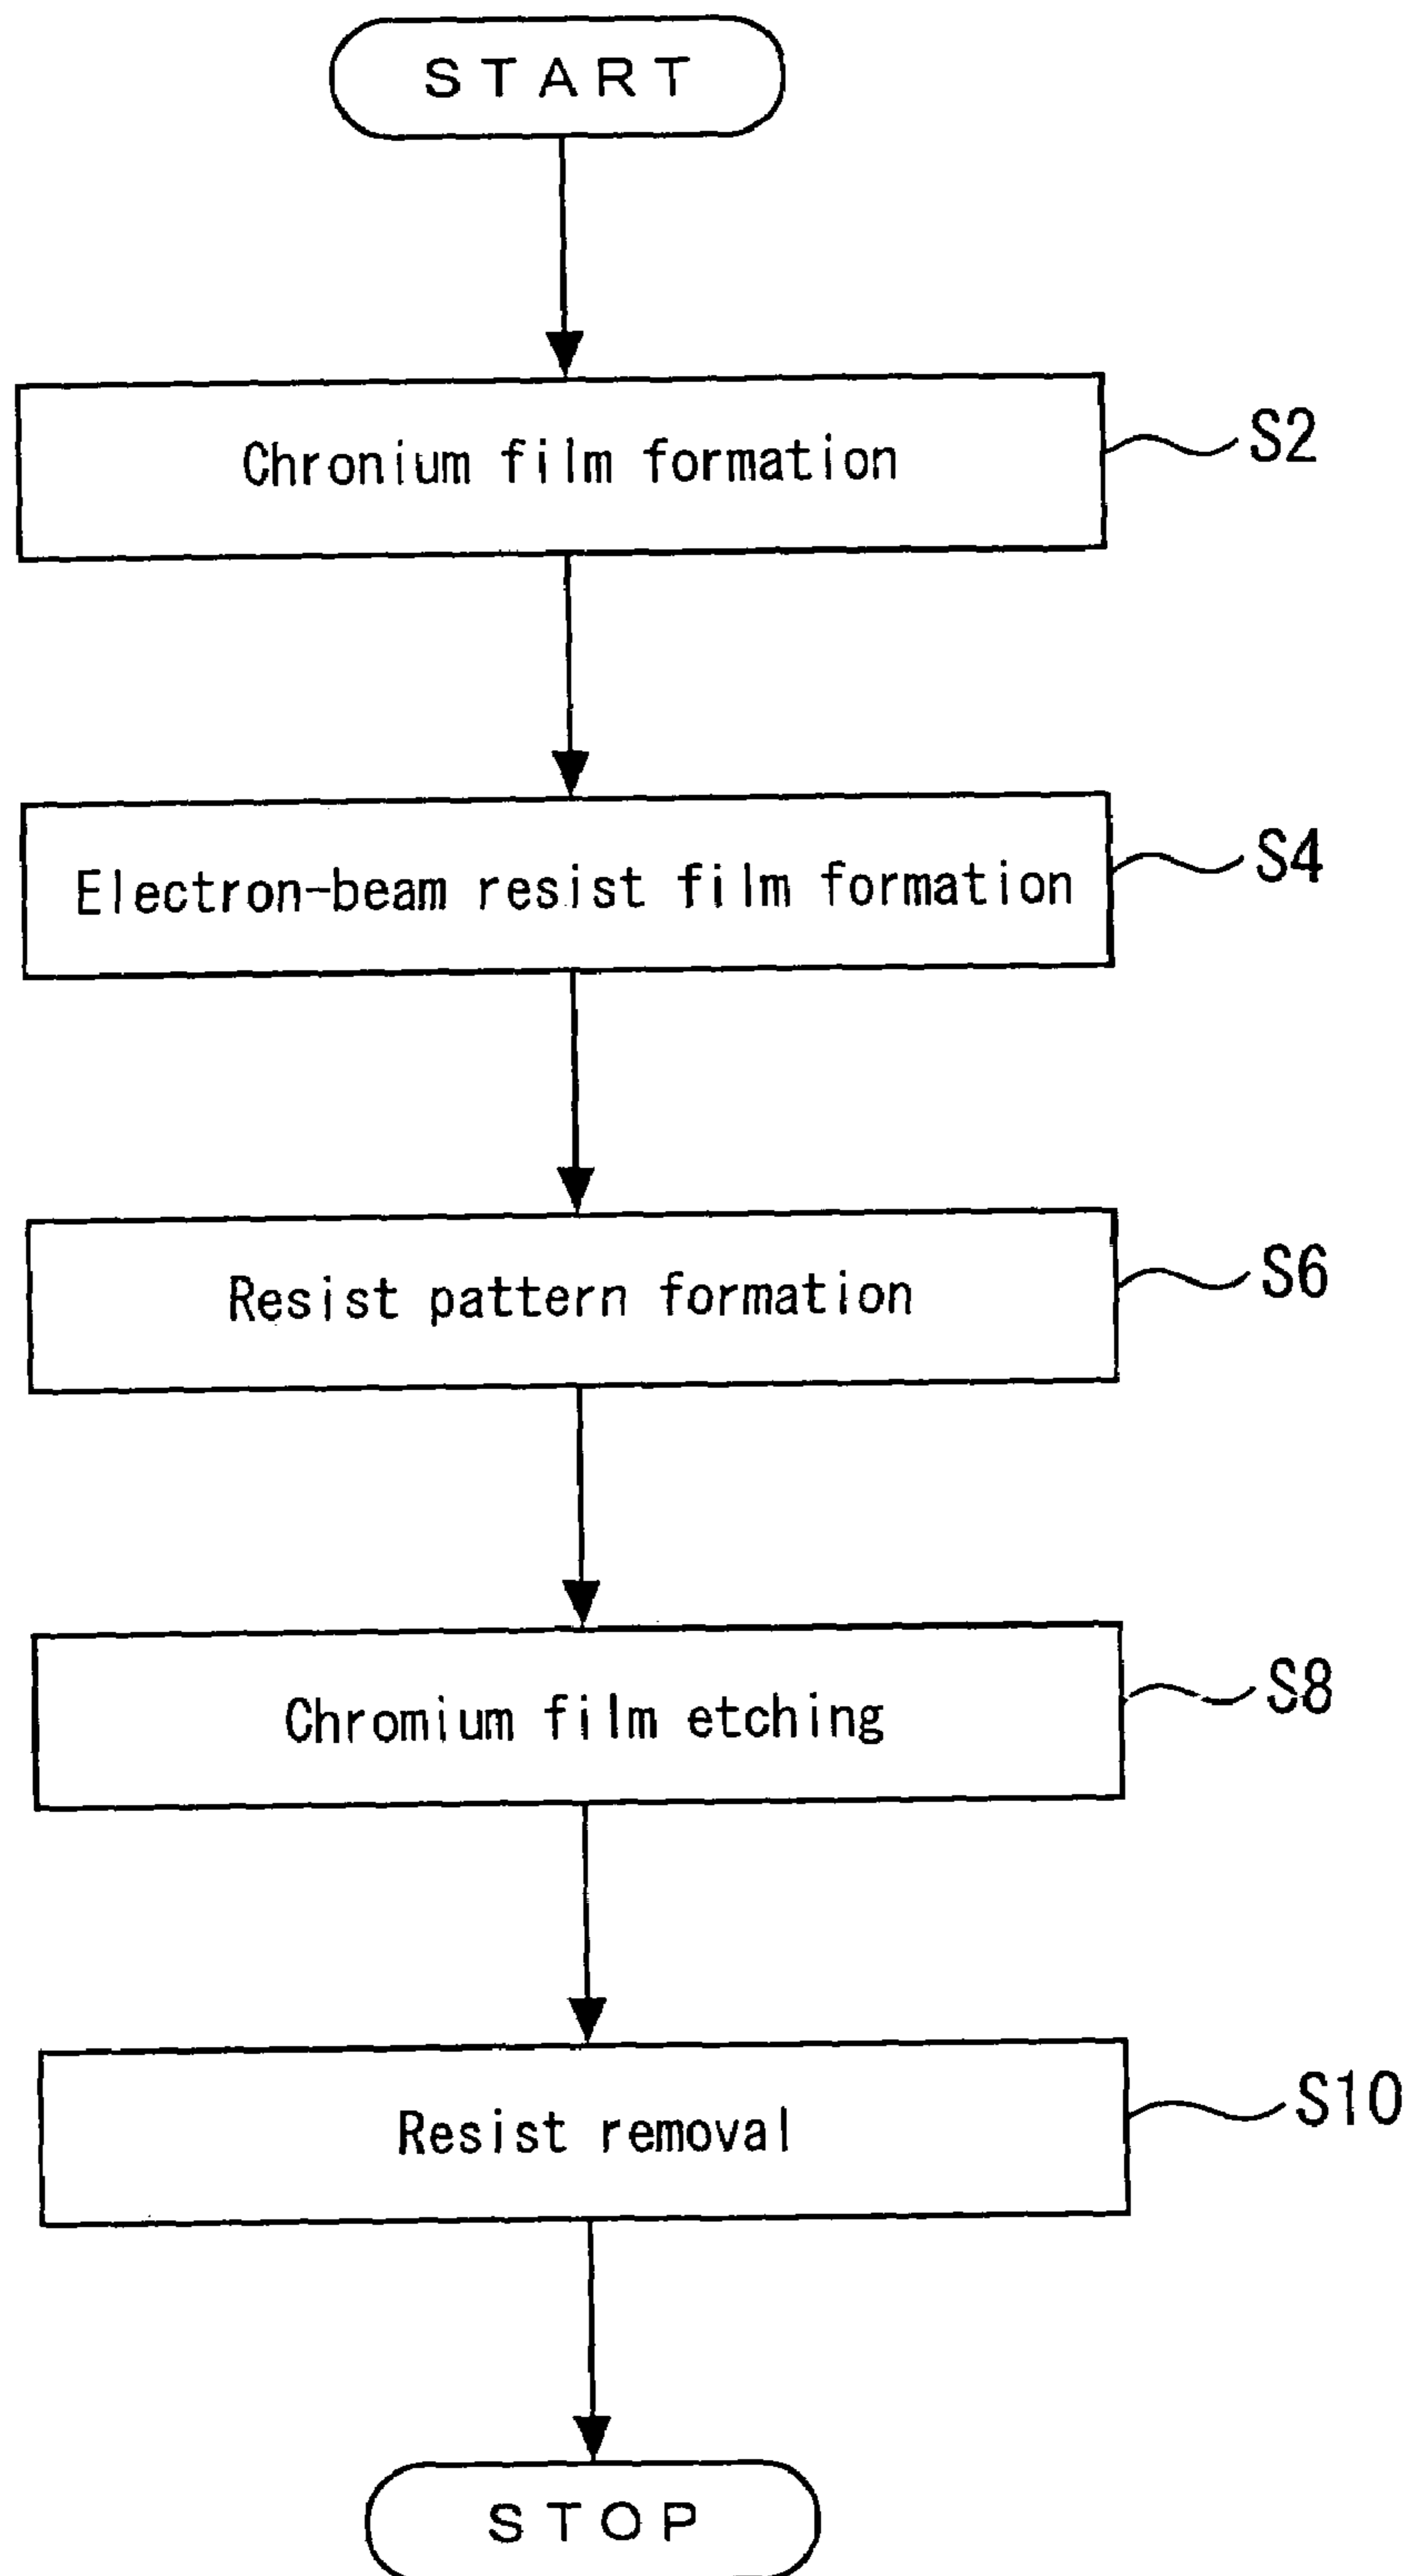 START
Chronium film formation
S2
Electron-beam resist film formation
S4
Resist pattern formation
S6
Chromium film etching
S8
Resist removal
S10
STOP